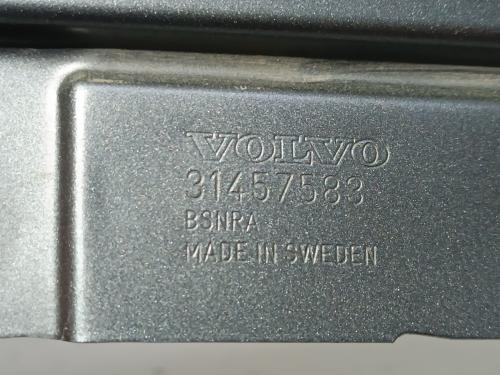 VOLVO
31457583
BSNRA
MADE IN SWEDEN